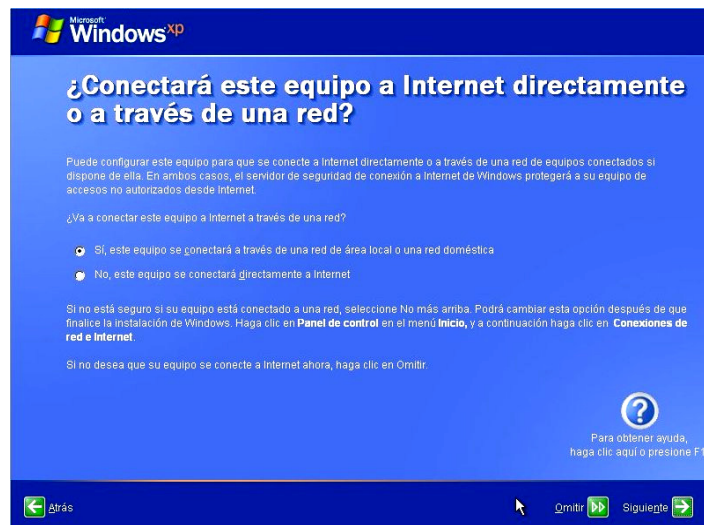 Microsoft
Windows xp
¿Conectará este equipo a Internet directamente
o a través de una red?
Puede configurar este equipo para que se conecte a Internet directamente o a través de una red de equipos conectados si
dispone de ella. En ambos casos, el servidor de seguridad de conexión a Internet de Windows protegerá a su equipo de
accesos no autorizados desde Internet.
¿Va a conectar este equipo a Internet a través de una red?
Sí, este equipo se conectará a través de una red de área local o una red doméstica
No, este equipo se conectará directamente a Internet
Si no está seguro si su equipo está conectado a una red, seleccione No más arriba. Podrá cambiar esta opción después de que
finalice la instalación de Windows. Haga clic en Panel de control en el menú Inicio, y a continuación haga clic en Conexiones de
red e Internet.
Si no desea que su equipo se conecte a Internet ahora, haga clic en Omitir.
Para obtener ayuda,
haga clic aquí o presione F1
Atrás
Omitir
Siguiente